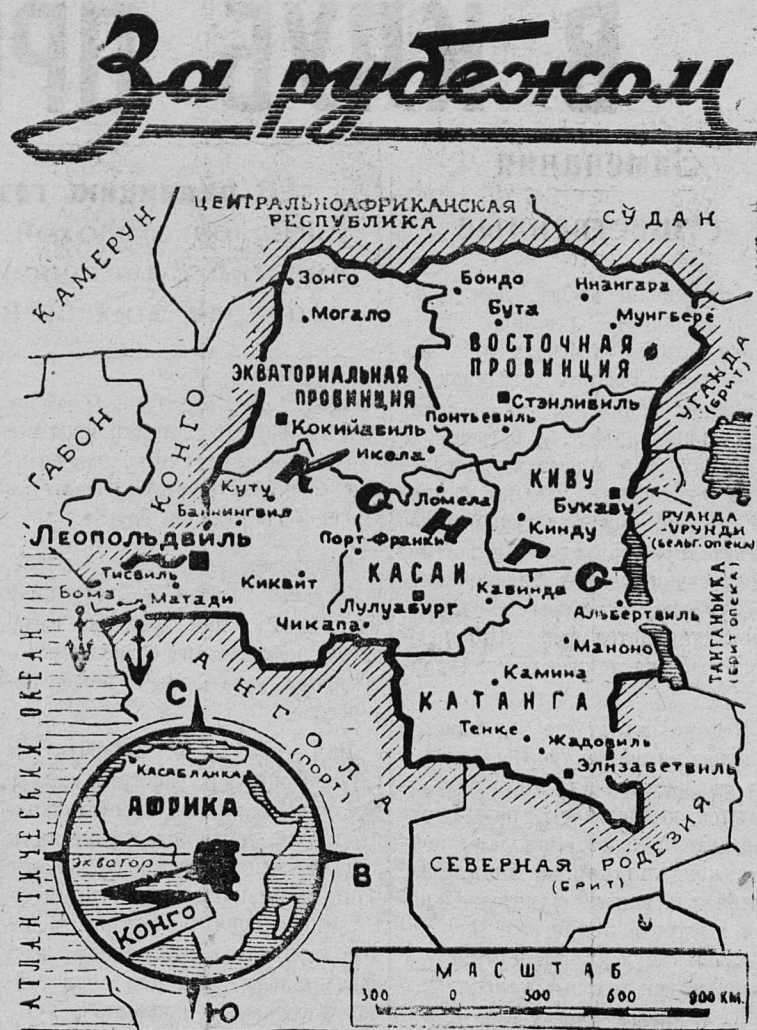 За рубежом
ЦЕНТРАЛЬНОАФРИКАНСКАЯ
РЕСПУБЛИКА
СУДАН
КАМЕРУН
Зонго
Бондо
Ниангара
Могало
Бута
Мунгбере
ВОСТОЧНАЯ
ПРОВИНЦИЯ
ЭКВАТОРИАЛЬНАЯ
ПРОВИНЦИЯ
УГАНДА
(БРИТ)
Стэнливиль
Понтьевиль
Кокийавиль
Икела
ГАБОН
КОНГО
КОНГО
Куту
Ломела
КИВУ
Букаву
Баннингвил
Кинду
РУАНДА
-УРУНДИ
(БЕЛЬГ.ОПЕКА)
Леопольдвиль
Порт-Франки
КАСАИ
Тисвиль
Киквит
Кабинда
Бома
Матади
Лулуабург
Альбертвиль
ТАНГАНЬИКА
(БРИТ ОПЕКА)
Чикапа
Маноно
Камина
КАТАНГА
АНГОЛА
(ПОРТ)
Тенке
Жадовиль
Элизабетвиль
АТЛАНТИЧЕСКИЙ ОКЕАН
С
КАСАБЛАНКА
АФРИКА
ЭКВАТОР
В
КОНГО
Ю
СЕВЕРНАЯ РОДЕЗИЯ
(БРИТ)
МАСШТАБ
300 0 300 600 900 КМ.